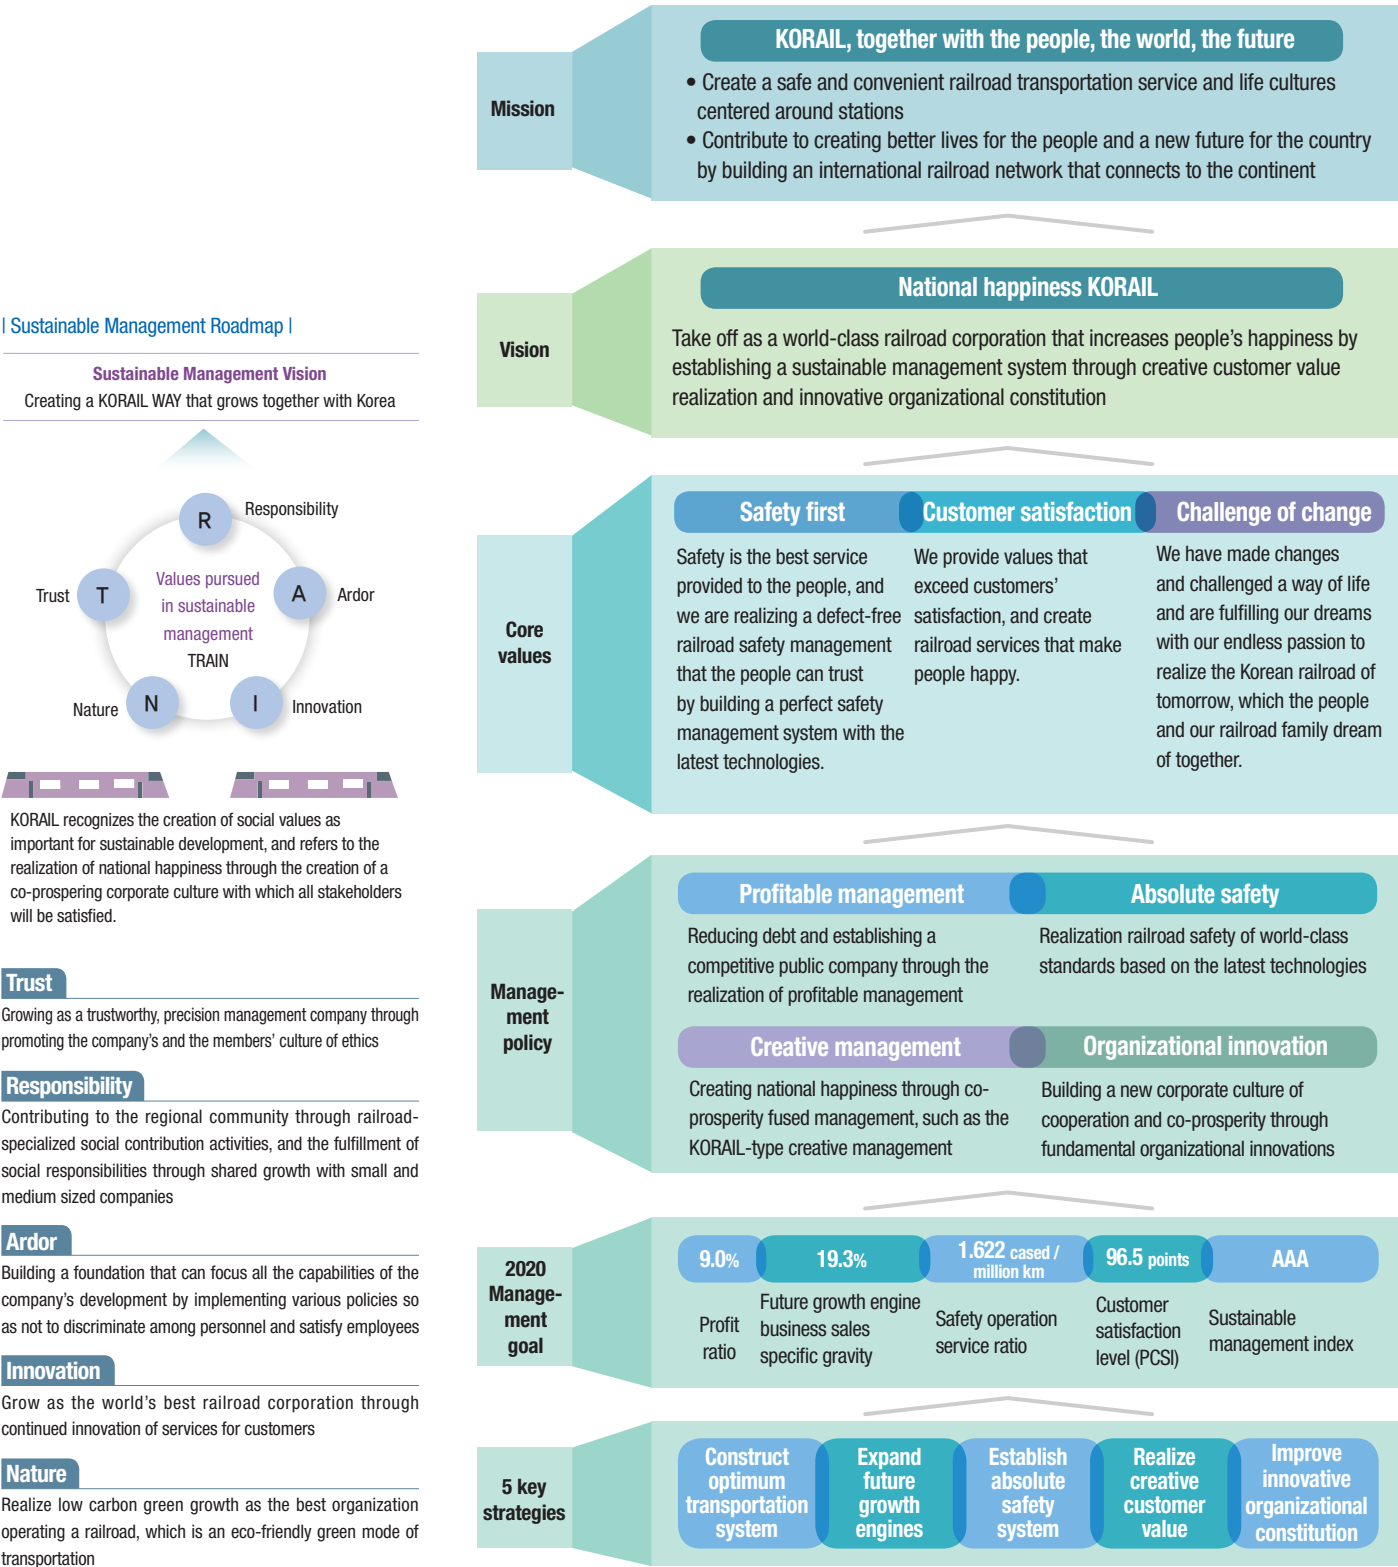 | Sustainable Management Roadmap |
Sustainable Management Vision
Creating a KORAIL WAY that grows together with Korea
R
Responsibility
Trust
T
Values pursued
in sustainable
management
TRAIN
A
Ardor
Nature
N
I
Innovation
KORAIL recognizes the creation of social values as
important for sustainable development, and refers to the
realization of national happiness through the creation of a
co-prospering corporate culture with which all stakeholders
will be satisfied.
Trust
Growing as a trustworthy, precision management company through
promoting the company's and the members' culture of ethics
Responsibility
Contributing to the regional community through railroad-
specialized social contribution activities, and the fulfillment of
social responsibilities through shared growth with small and
medium sized companies
Ardor
Building a foundation that can focus all the capabilities of the
company's development by implementing various policies so
as not to discriminate among personnel and satisfy employees
Innovation
Grow as the world's best railroad corporation through
continued innovation of services for customers
Nature
Realize low carbon green growth as the best organization
operating a railroad, which is an eco-friendly green mode of
transportation
Mission
KORAIL, together with the people, the world, the future
• Create a safe and convenient railroad transportation service and life cultures
centered around stations
• Contribute to creating better lives for the people and a new future for the country
by building an international railroad network that connects to the continent
Vision
National happiness KORAIL
Take off as a world-class railroad corporation that increases people's happiness by
establishing a sustainable management system through creative customer value
realization and innovative organizational constitution
Core
values
Safety first
Safety is the best service
provided to the people, and
we are realizing a defect-free
railroad safety management
that the people can trust
by building a perfect safety
management system with the
latest technologies.
Customer satisfaction
We provide values that
exceed customers'
satisfaction, and create
railroad services that make
people happy.
Challenge of change
We have made changes
and challenged a way of life
and are fulfilling our dreams
with our endless passion to
realize the Korean railroad of
tomorrow, which the people
and our railroad family dream
of together.
Manage-
ment
policy
Profitable management
Reducing debt and establishing a
competitive public company through the
realization of profitable management
Absolute safety
Realization railroad safety of world-class
standards based on the latest technologies
Creative management
Creating national happiness through co-
prosperity fused management, such as the
KORAIL-type creative management
Organizational innovation
Building a new corporate culture of
cooperation and co-prosperity through
fundamental organizational innovations
2020
Manage-
ment
goal
9.0%
Profit
ratio
19.3%
Future growth engine
business sales
specific gravity
1.622 cased /
million km
Safety operation
service ratio
96.5 points
Customer
satisfaction
level (PCSI)
AAA
Sustainable
management index
5 key
strategies
Construct
optimum
transportation
system
Expand
future
growth
engines
Establish
absolute
safety
system
Realize
creative
customer
value
Improve
innovative
organizational
constitution